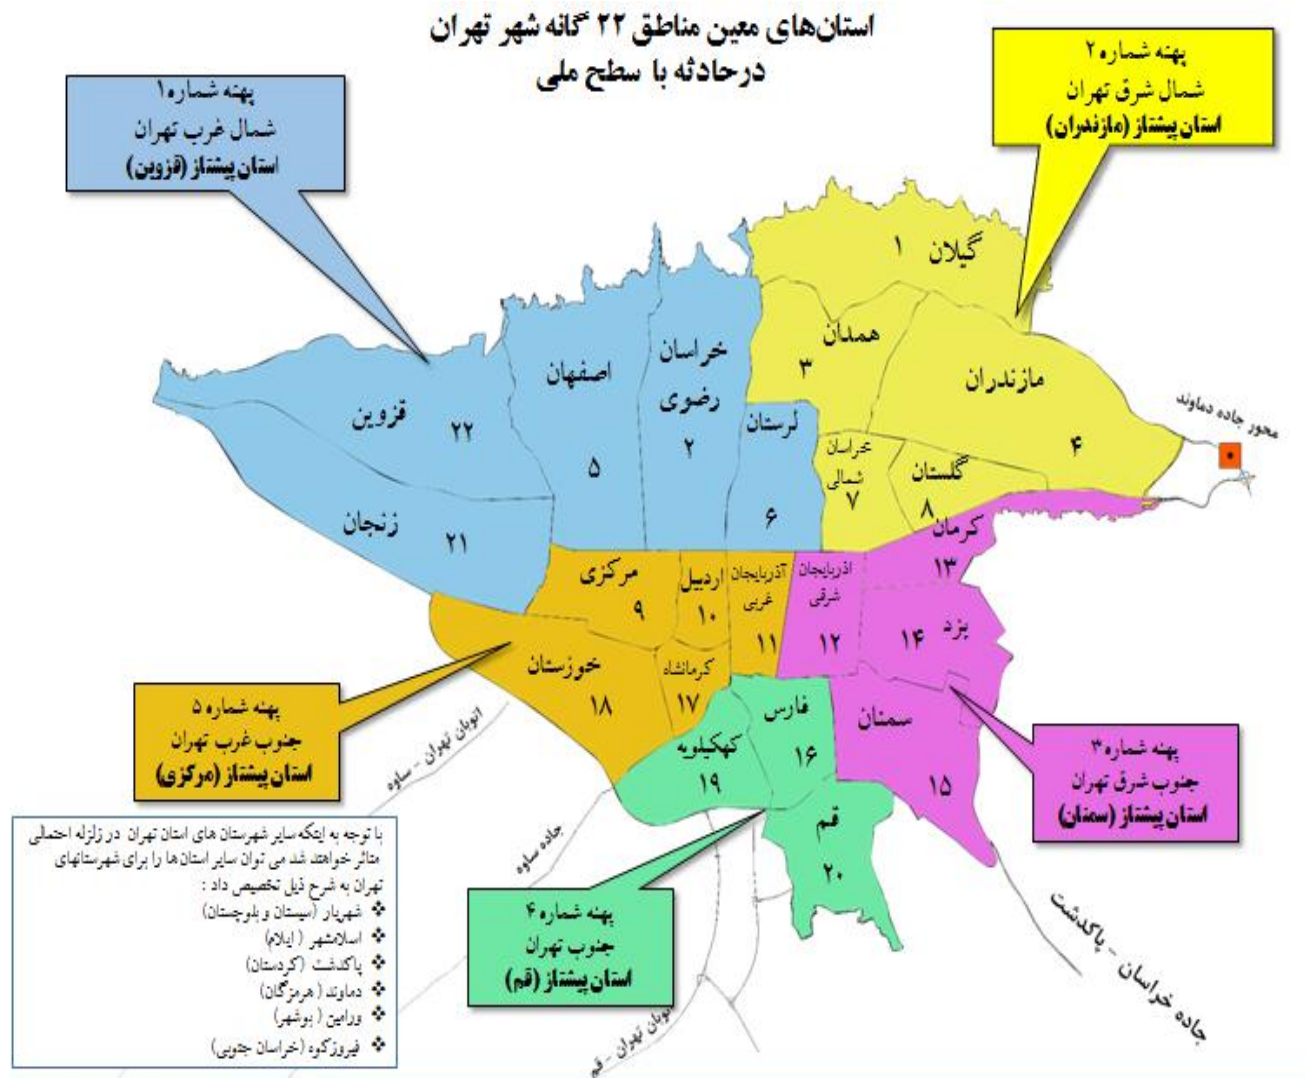 استان‌های معین مناطق ۲۲ گانه شهر تهران
درحادثه با سطح ملی
پهنه شماره ۲
شمال شرق تهران
استان پیشتاز (مازندران)
پهنه شماره ۱
شمال غرب تهران
استان پیشتاز (قزوین)
گیلان
۱
همدان
۳
مازندران
۴
خراسان
رضوی
۲
اصفهان
۵
قزوین
۲۲
لرستان
۶
خراسان
شمالی
۷
گلستان
۸
محور جاده دماوند
زنجان
۲۱
کرمان
۱۳
مرکزی
۹
اردبیل
۱۰
آذربایجان
غربی
۱۱
اذربایجان
شرقی
۱۲
یزد
۱۴
خوزستان
۱۸
کرمانشاه
۱۷
فارس
۱۶
سمنان
۱۵
کهکیلویه
۱۹
قم
۲۰
پهنه شماره ۵
جنوب غرب تهران
استان پیشتاز (مرکزی)
پهنه شماره ۳
جنوب شرق تهران
استان پیشتاز (سمنان)
پهنه شماره ۴
جنوب تهران
استان پیشتاز (قم)
اتوبان تهران - ساوه
جاده ساوه
اتوبان تهران - قم
جاده خراسان - پاکدشت
با توجه به اینکه سایر شهرستان های استان تهران در زلزله احتمالی
متاثر خواهند شد می توان سایر استان‌ها را برای شهرستانهای
تهران به شرح ذیل تخصیص داد :
❖ شهریار (سیستان و بلوچستان)
❖ اسلامشهر ( ایلام)
❖ پاکدشت (کردستان)
❖ دماوند ( هرمزگان)
❖ ورامین ( بوشهر)
❖ فیروزکوه (خراسان جنوبی)